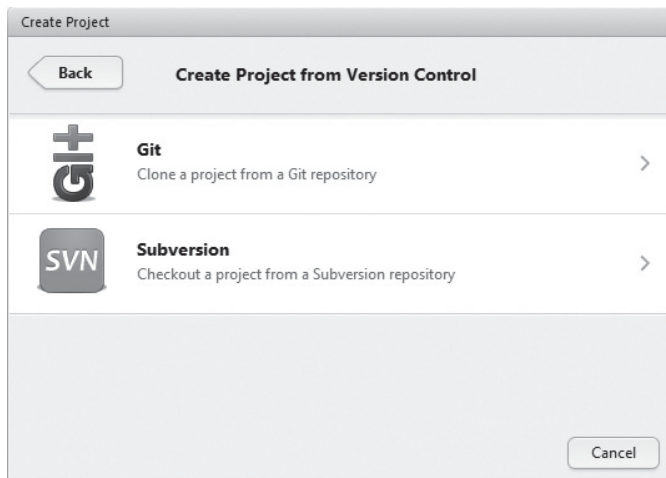 Create Project
Back
Create Project from Version Control
git
Git
Clone a project from a Git repository
SVN
Subversion
Checkout a project from a Subversion repository
Cancel